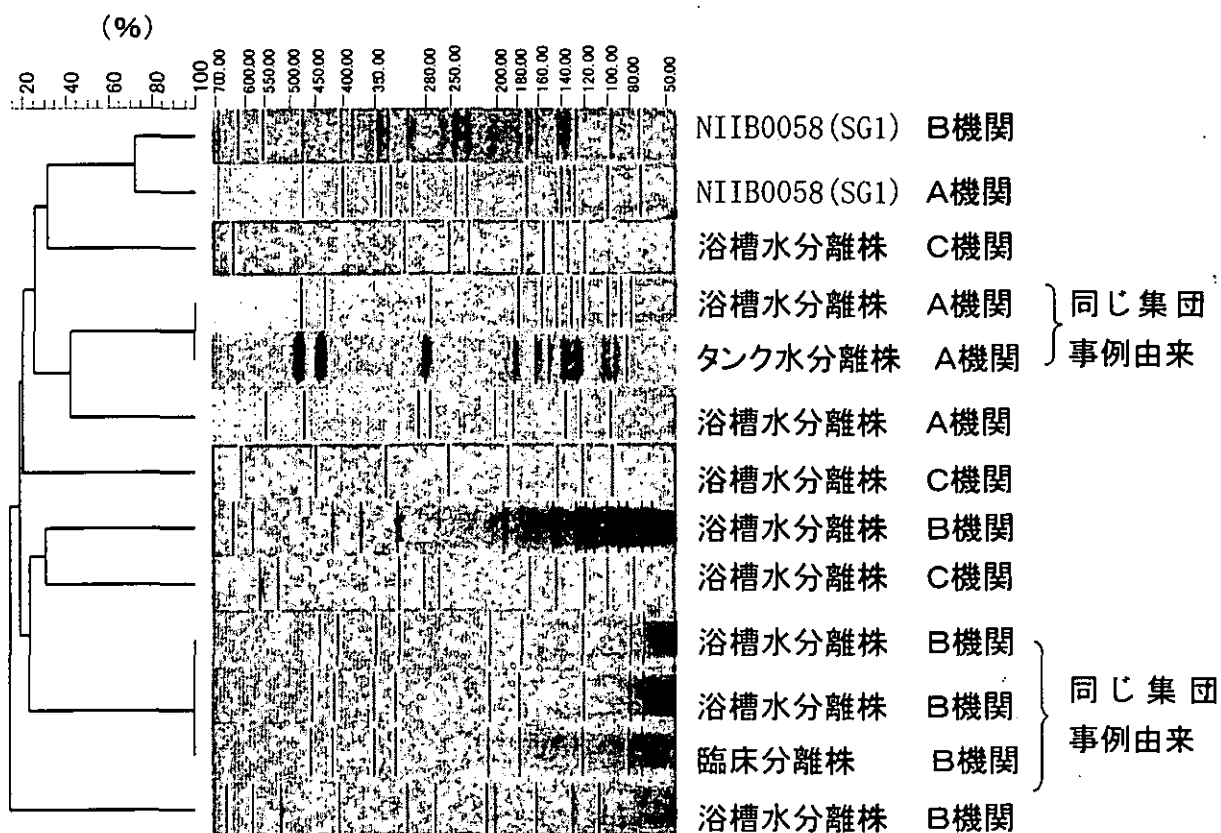 (%)
20 40 60 80 100
700.00 600.00 550.00 500.00 450.00 400.00 350.00 280.00 250.00 200.00 180.00 160.00 140.00 120.00 100.00 80.00 50.00
NIIB0058(SG1) B機関
NIIB0058(SG1) A機関
浴槽水分離株 C機関
浴槽水分離株 A機関
タンク水分離株 A機関
同じ集団
事例由来
浴槽水分離株 A機関
浴槽水分離株 C機関
浴槽水分離株 B機関
浴槽水分離株 C機関
浴槽水分離株 B機関
浴槽水分離株 B機関
臨床分離株 B機関
同じ集団
事例由来
浴槽水分離株 B機関